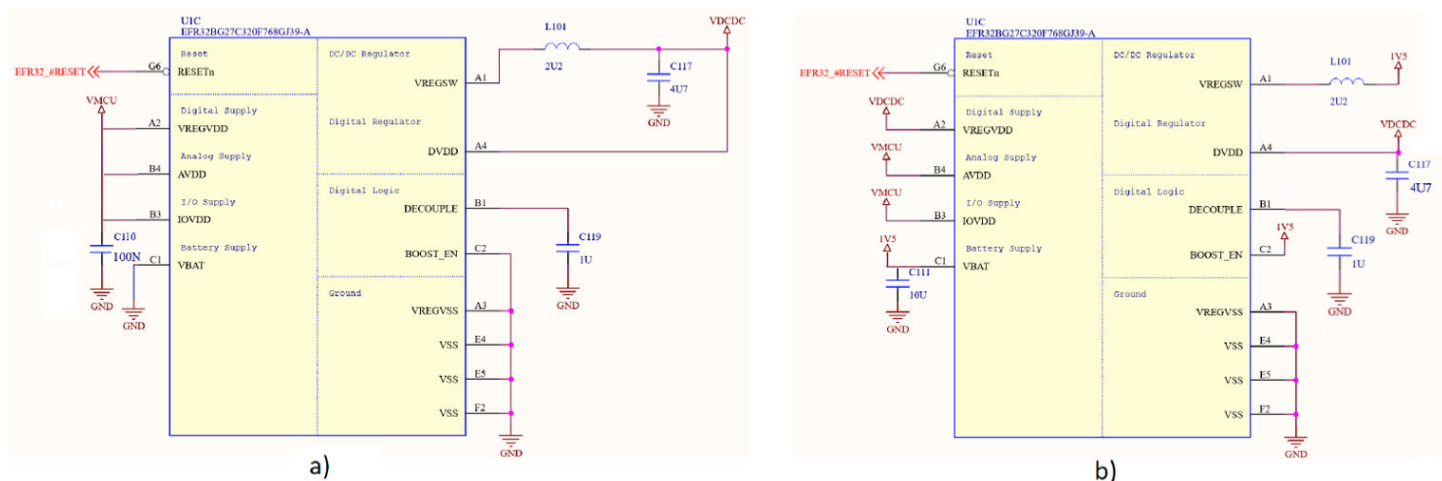 U1C
EFR32BG27C320F768GJ39-A
EFR32_#RESET
G6
Reset
RESETn
VMCU
Digital Supply
A2
VREGVDD
Analog Supply
B4
AVDD
I/O Supply
B3
IOVDD
C110
100N
Battery Supply
C1
VBAT
GND
GND
DC/DC Regulator
VREGSW
A1
L101
2U2
VDCDC
C117
4U7
GND
Digital Regulator
DVDD
A4
Digital Logic
DECOUPLE
B1
C119
1U
GND
BOOST_EN
C2
Ground
VREGVSS
A3
VSS
E4
VSS
E5
VSS
F2
GND
a)
U1C
EFR32BG27C320F768GJ39-A
EFR32_#RESET
G6
Reset
RESETn
VDCDC
Digital Supply
A2
VREGVDD
VMCU
Analog Supply
B4
AVDD
VMCU
I/O Supply
B3
IOVDD
1V5
Battery Supply
C1
VBAT
C111
10U
GND
DC/DC Regulator
VREGSW
A1
L101
2U2
1V5
Digital Regulator
DVDD
A4
VDCDC
C117
4U7
GND
Digital Logic
DECOUPLE
B1
C119
1U
GND
BOOST_EN
C2
1V5
Ground
VREGVSS
A3
VSS
E4
VSS
E5
VSS
F2
GND
b)